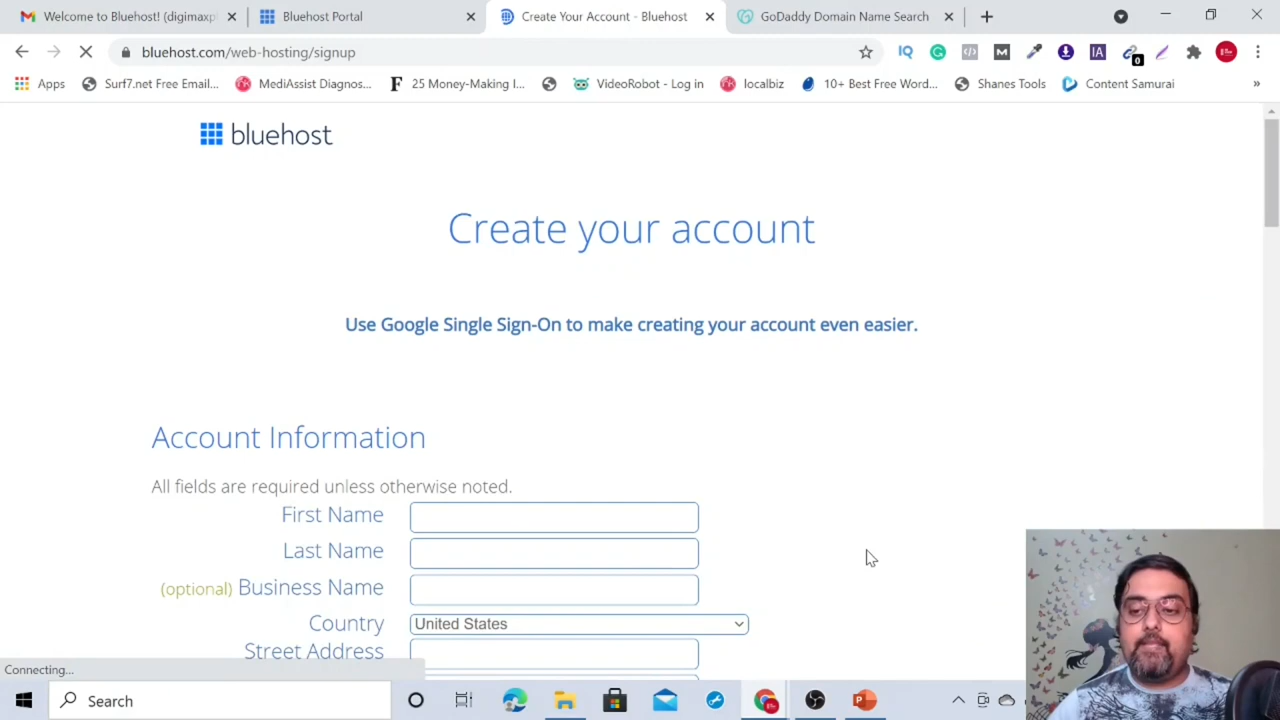 Welcome to Bluehost! (digimaxp
Bluehost Portal
Create Your Account - Bluehost
GoDaddy Domain Name Search
bluehost.com/web-hosting/signup
IQ
M
IA
0
Apps
Surf7.net Free Email...
MediAssist Diagnos...
F
25 Money-Making I...
VideoRobot - Log in
localbiz
10+ Best Free Word...
Shanes Tools
Content Samurai
»
bluehost
Create your account
Use Google Single Sign-On to make creating your account even easier.
Account Information
All fields are required unless otherwise noted.
First Name
Last Name
(optional) Business Name
Country
United States
Street Address
Connecting...
Search